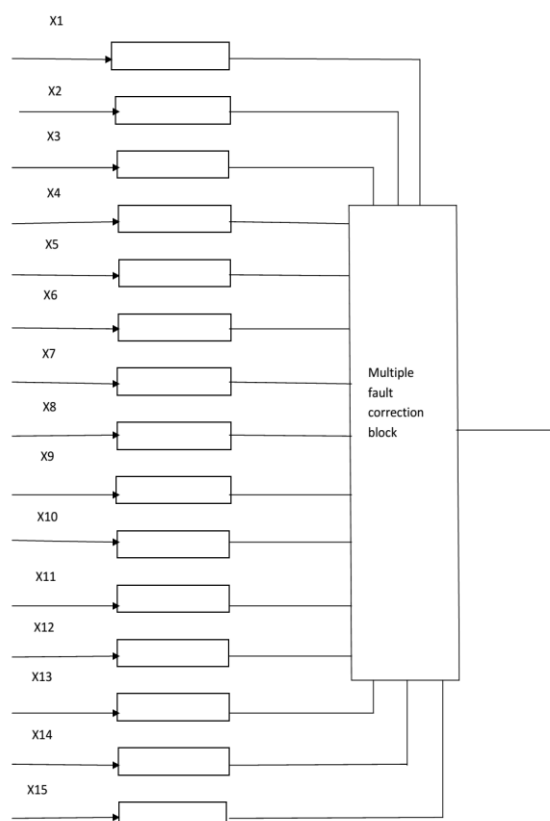 X1
X2
X3
X4
X5
X6
X7
X8
X9
X10
X11
X12
X13
X14
X15
Multiple
fault
correction
block